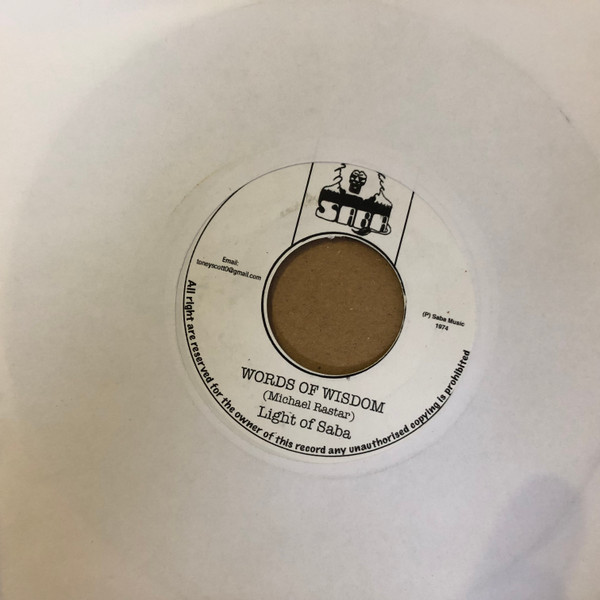 SABA
Email:
toneyscott0@gmail.com
(P) Saba Music
1974
WORDS OF WISDOM
(Michael Rastar)
Light of Saba
All right are reserved for the owner of this record any unauthorised copying is prohibited